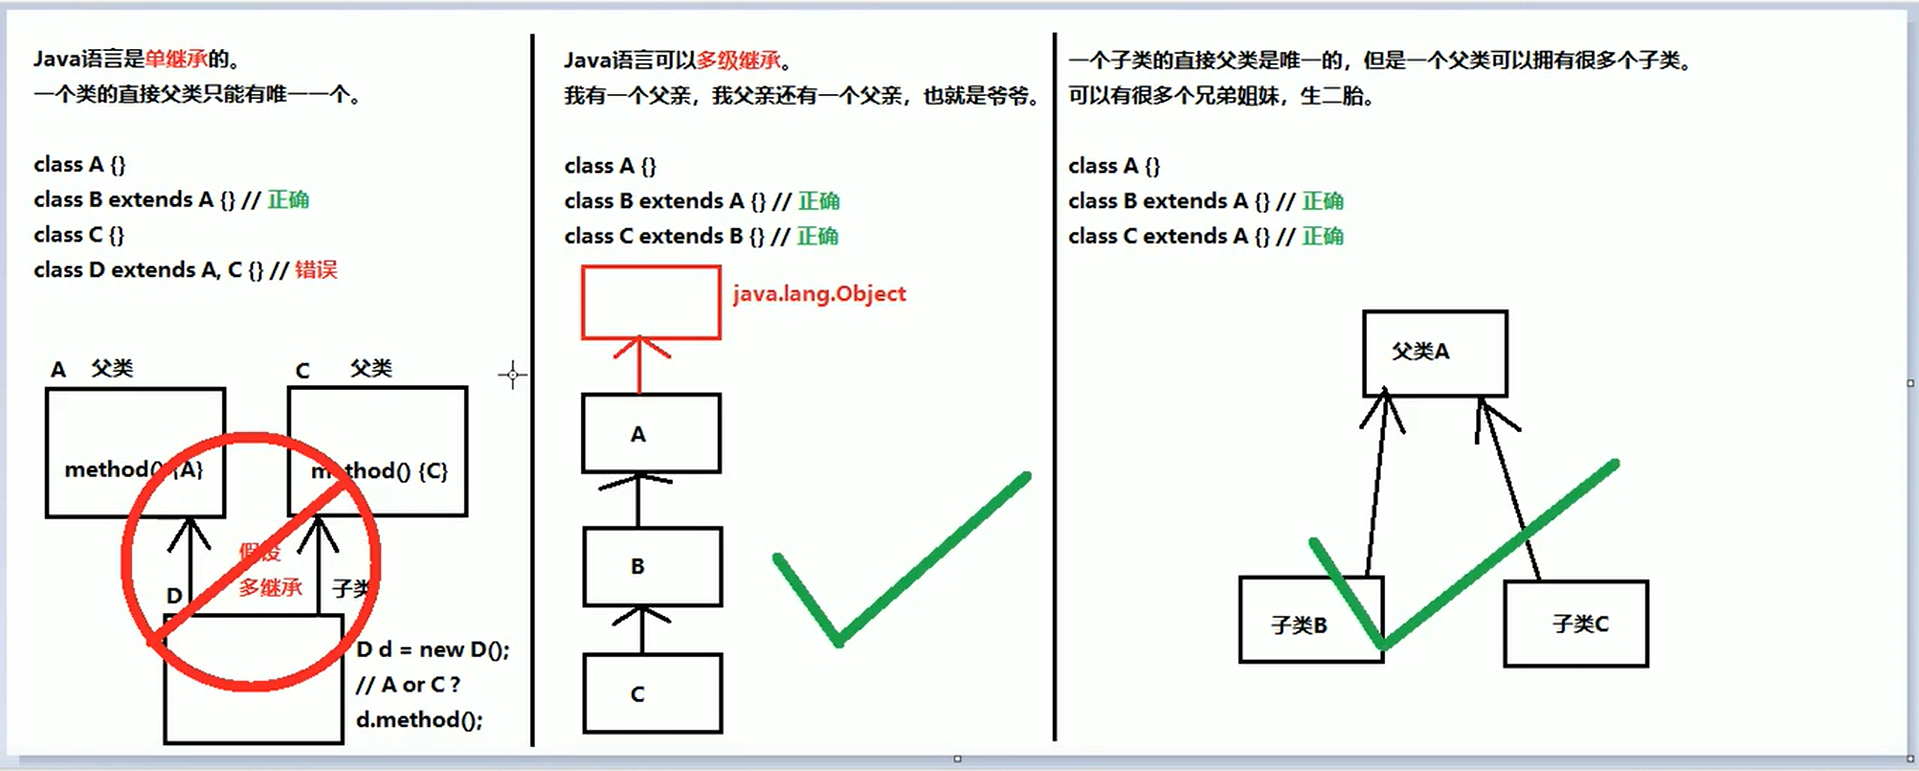 Java语言是单继承的。
一个类的直接父类只能有唯一一个。
class A {}
class B extends A {} // 正确
class C {}
class D extends A, C {} // 错误
A 父类
C 父类
method() {A}
method() {C}
假设
多继承
D
子类
D d = new D();
// A or C ?
d.method();
Java语言可以多级继承。
我有一个父亲，我父亲还有一个父亲，也就是爷爷。
class A {}
class B extends A {} // 正确
class C extends B {} // 正确
java.lang.Object
A
B
C
一个子类的直接父类是唯一的，但是一个父类可以拥有很多个子类。
可以有很多个兄弟姐妹，生二胎。
class A {}
class B extends A {} // 正确
class C extends A {} // 正确
父类A
子类B
子类C